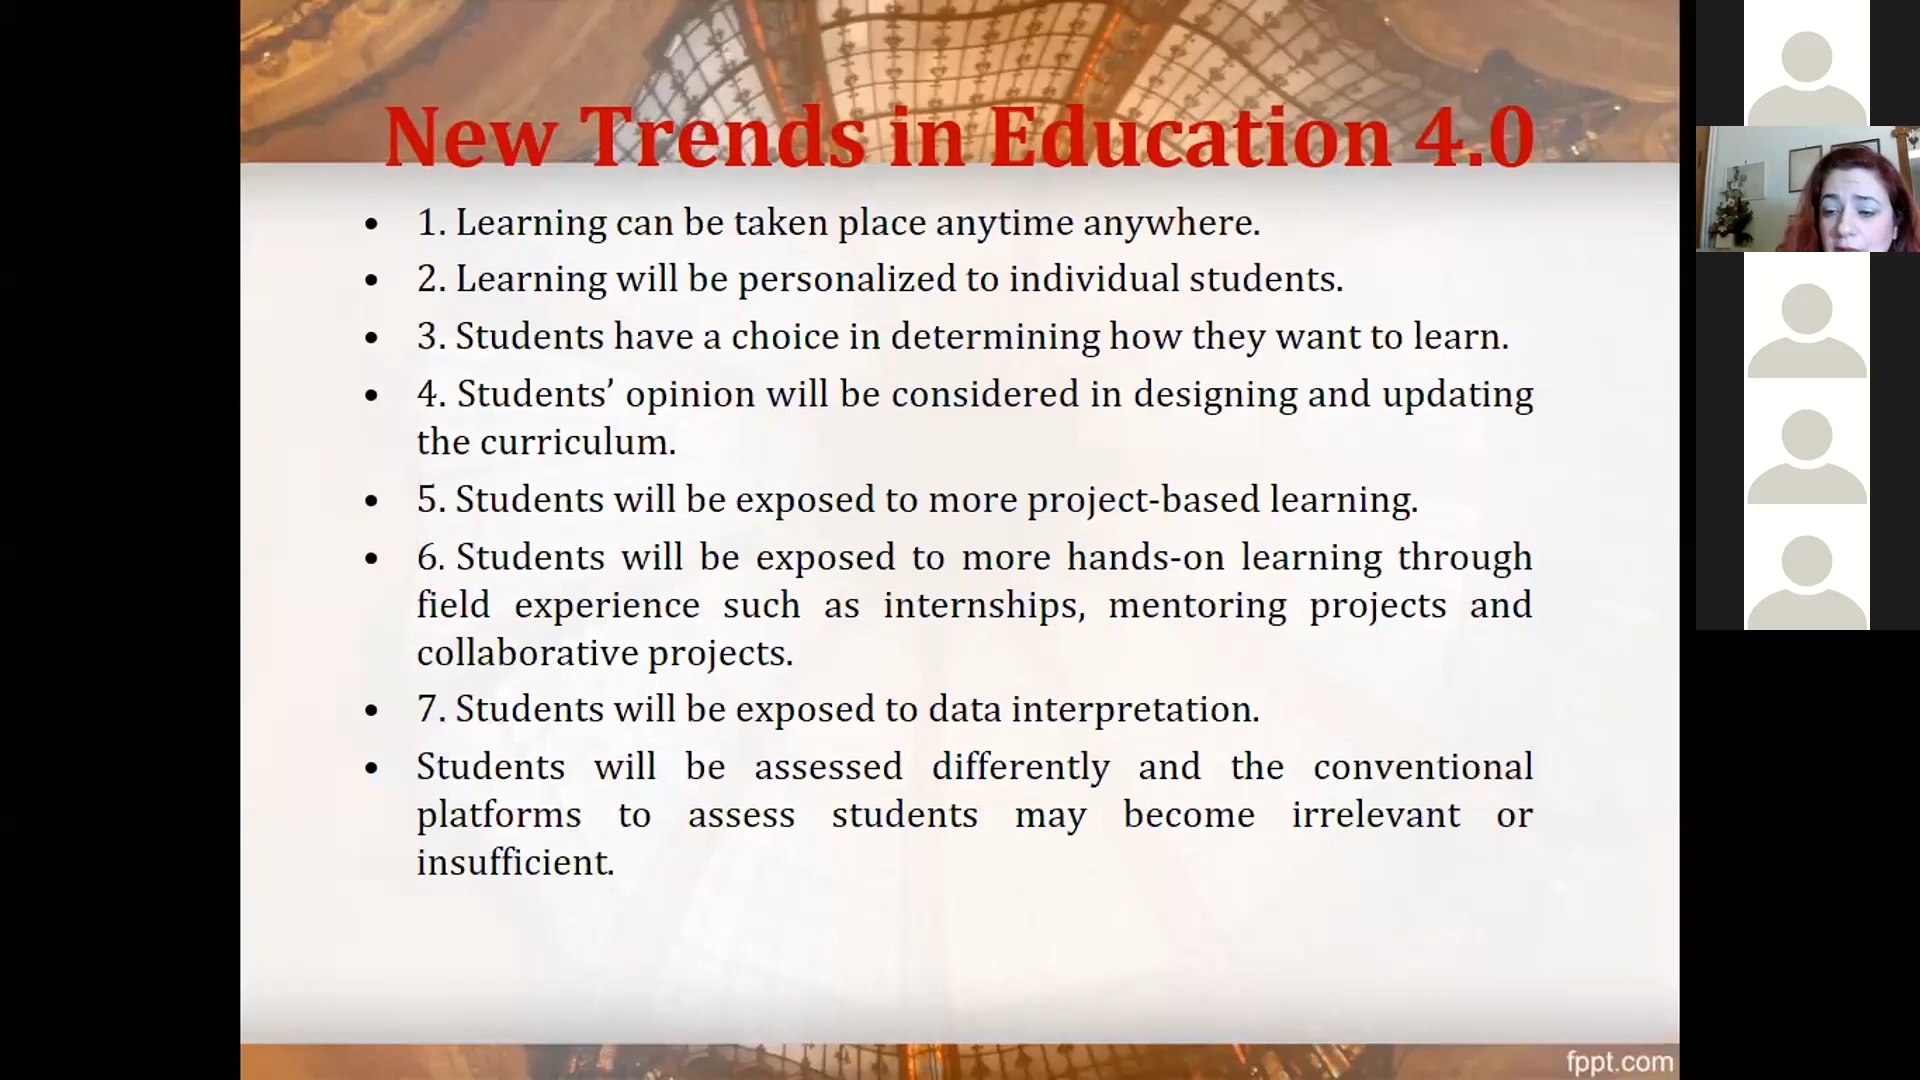 New Trends in Education 4.0
• 1. Learning can be taken place anytime anywhere.
• 2. Learning will be personalized to individual students.
• 3. Students have a choice in determining how they want to learn.
• 4. Students’ opinion will be considered in designing and updating
the curriculum.
• 5. Students will be exposed to more project-based learning.
• 6. Students will be exposed to more hands-on learning through
field experience such as internships, mentoring projects and
collaborative projects.
• 7. Students will be exposed to data interpretation.
• Students will be assessed differently and the conventional
platforms to assess students may become irrelevant or
insufficient.
fppt.com